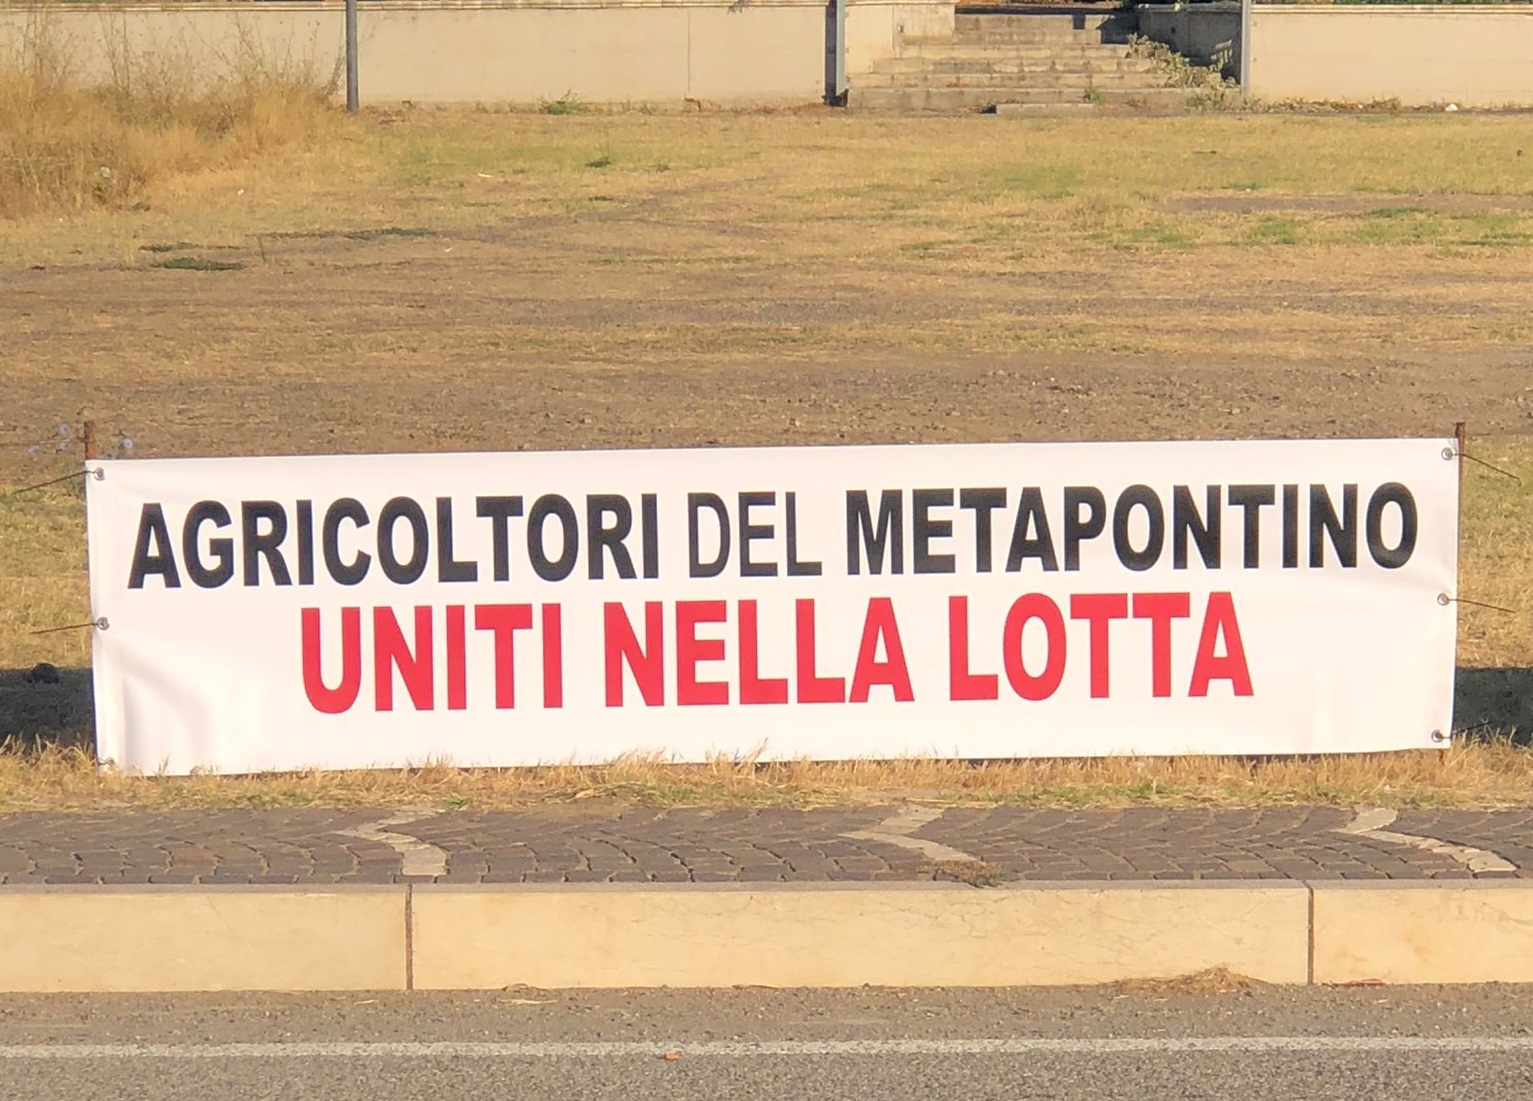 AGRICOLTORI DEL METAPONTINO
UNITI NELLA LOTTA